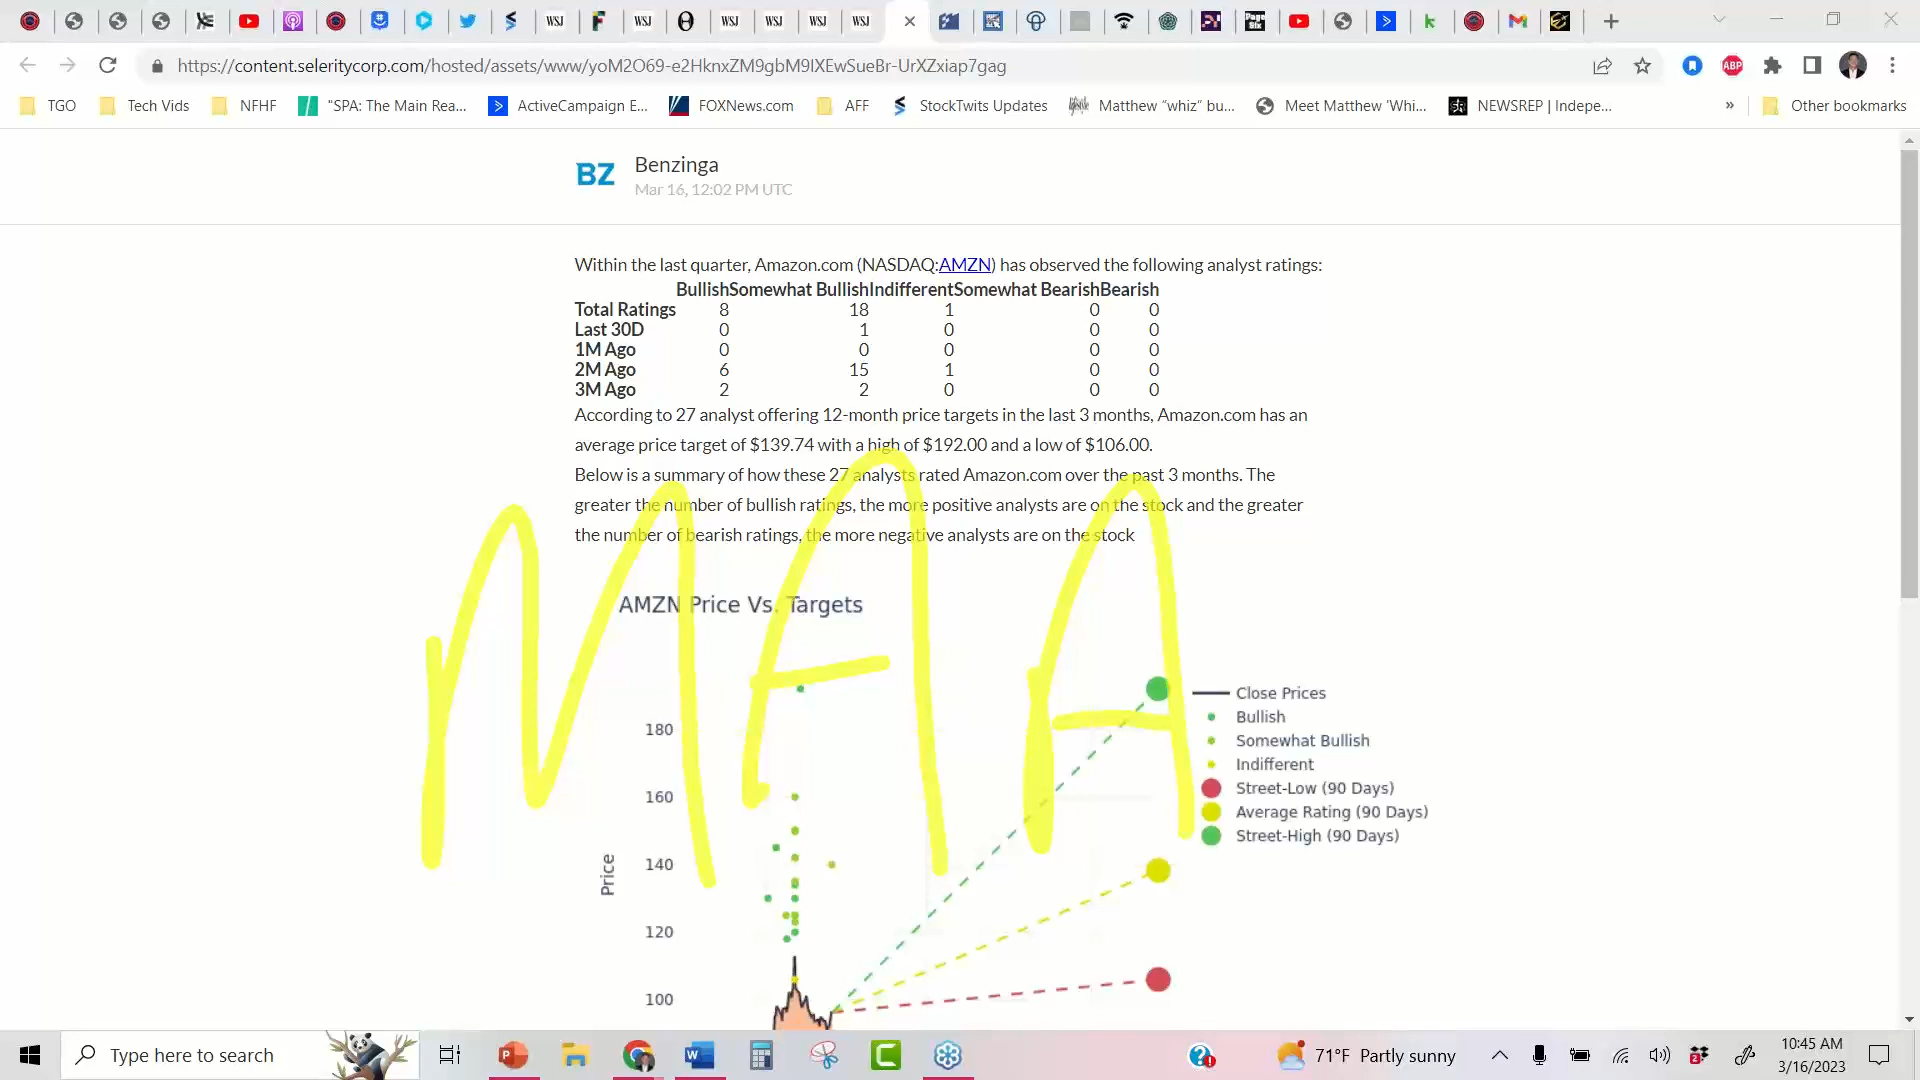 WSJ WSJ WSJ WSJ WSJ WSJ
https://content.seleritycorp.com/hosted/assets/www/yoM2O69-e2HknxZM9gbM9IXEwSueBr-UrXZxiap7gag
ABP
TGO Tech Vids NFHF "SPA: The Main Rea... ActiveCampaign E... FOXNews.com AFF StockTwits Updates Matthew "whiz" bu... Meet Matthew 'Whi... NEWSREP | Indepe... » Other bookmarks
BZ Benzinga
Mar 16, 12:02 PM UTC
Within the last quarter, Amazon.com (NASDAQ:AMZN) has observed the following analyst ratings:
BullishSomewhat BullishIndifferentSomewhat BearishBearish
Total Ratings 8 18 1 0 0
Last 30D 0 1 0 0 0
1M Ago 0 0 0 0 0
2M Ago 6 15 1 0 0
3M Ago 2 2 0 0 0
According to 27 analyst offering 12-month price targets in the last 3 months, Amazon.com has an
average price target of $139.74 with a high of $192.00 and a low of $106.00.
Below is a summary of how these 27 analysts rated Amazon.com over the past 3 months. The
greater the number of bullish ratings, the more positive analysts are on the stock and the greater
the number of bearish ratings, the more negative analysts are on the stock
MAA
AMZN Price Vs. Targets
180
160
140
120
100
Price
Close Prices
Bullish
Somewhat Bullish
Indifferent
Street-Low (90 Days)
Average Rating (90 Days)
Street-High (90 Days)
Type here to search
71°F Partly sunny
10:45 AM
3/16/2023